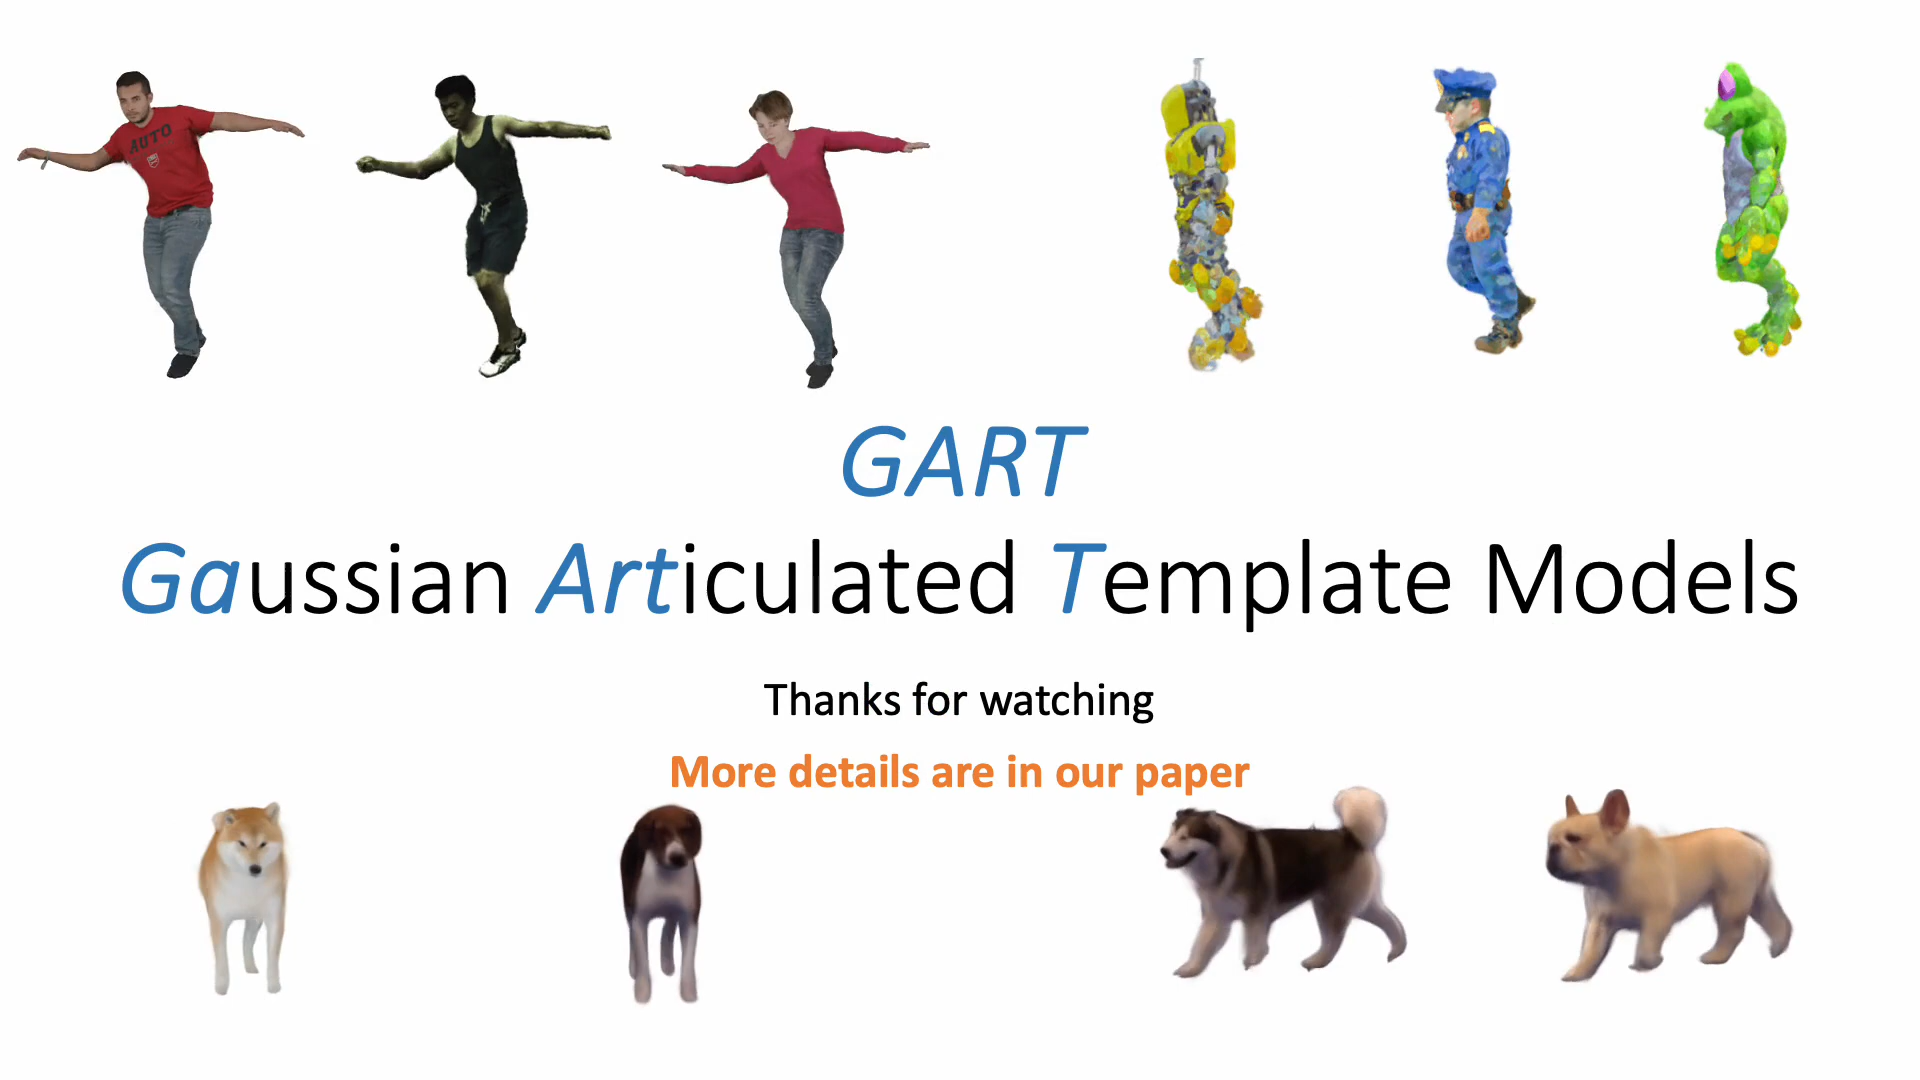 AUTO
GART
Gaussian Articulated Template Models
Thanks for watching
More details are in our paper